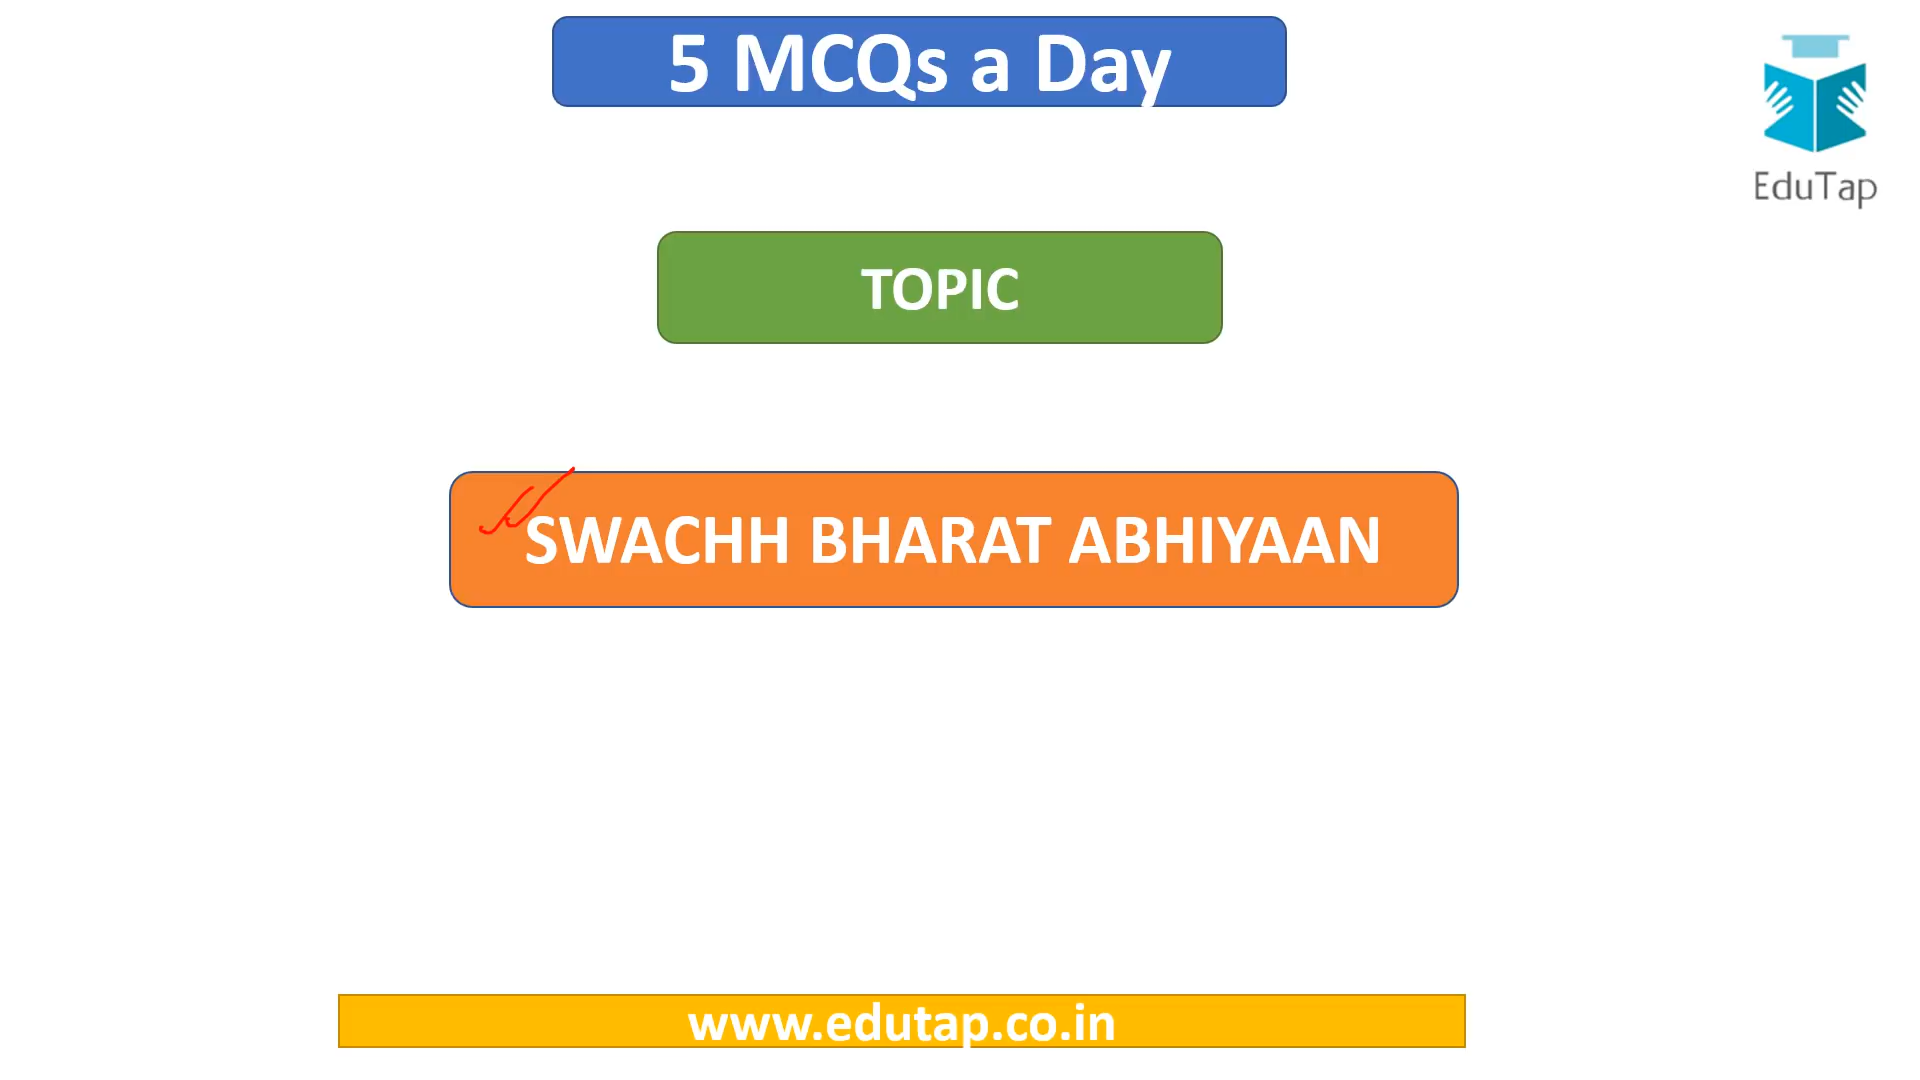 5 MCQs a Day
EduTap
TOPIC
SWACHH BHARAT ABHIYAAN
www.edutap.co.in